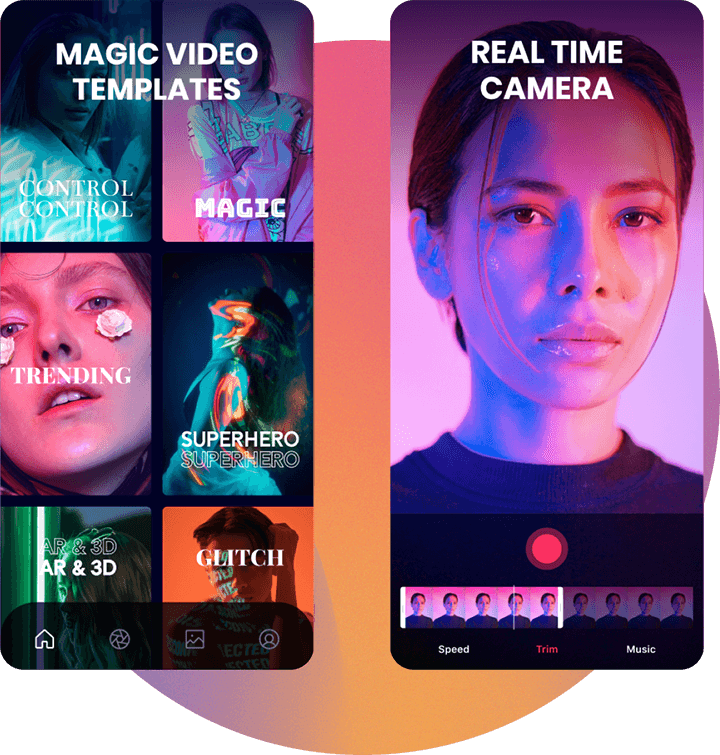 MAGIC VIDEO
TEMPLATES
CONTROL
CONTROL
MAGIC
TRENDING
SUPERHERO
SUPERHERO
AR & 3D
AR & 3D
GLITCH
REAL TIME
CAMERA
Speed
Trim
Music